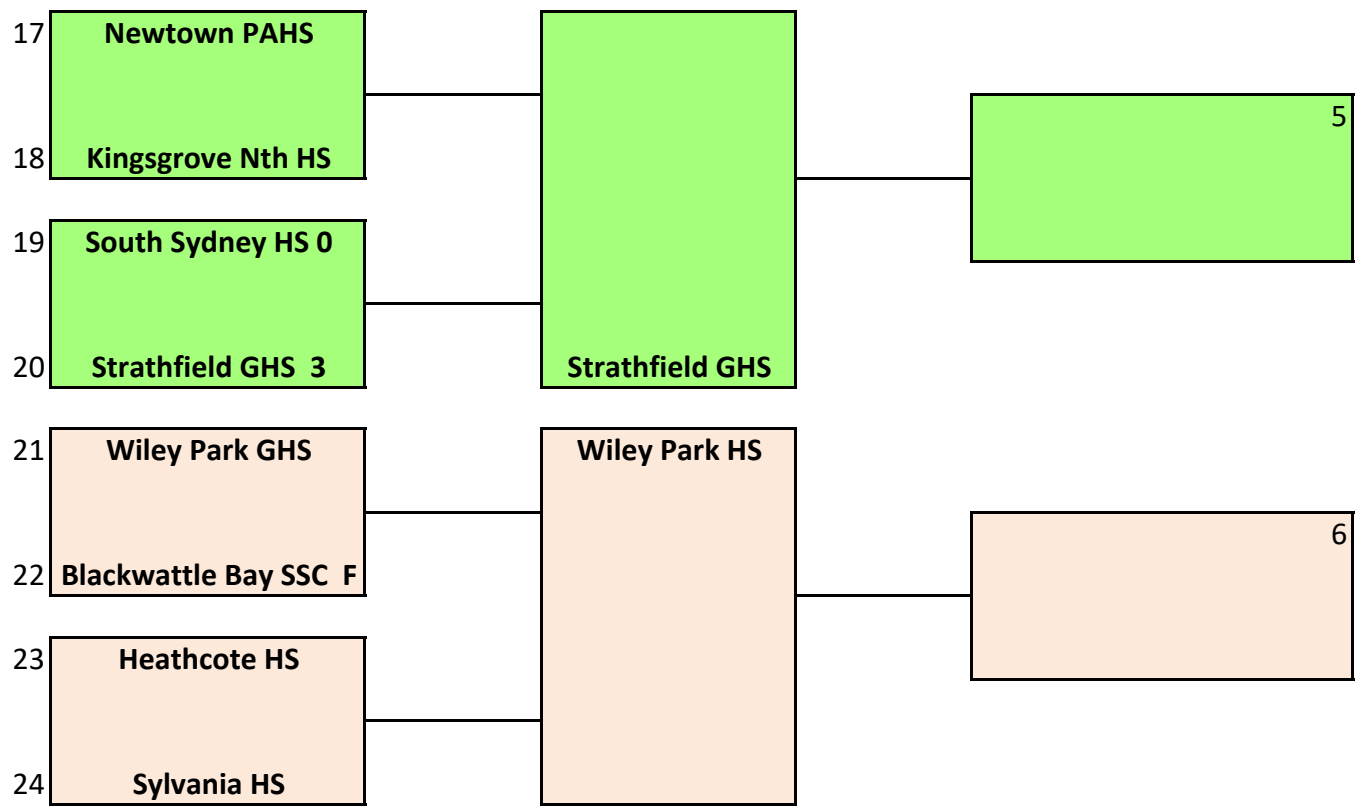 17 Newtown PAHS
5
18 Kingsgrove Nth HS
19 South Sydney HS 0
20 Strathfield GHS 3 Strathfield GHS
21 Wiley Park GHS Wiley Park HS
6
22 Blackwattle Bay SSC F
23 Heathcote HS
24 Sylvania HS